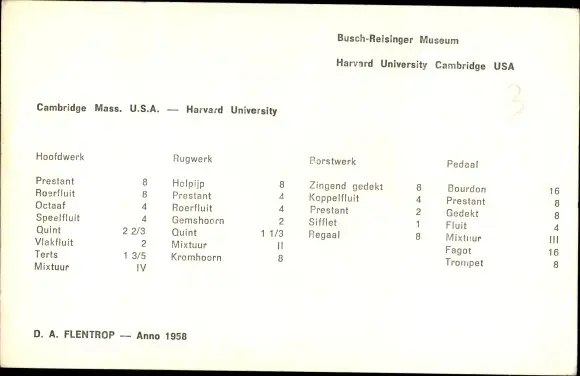 Busch-Reisinger Museum
Harvard University Cambridge USA
3
Cambridge Mass. U.S.A. — Harvard University
Hoofdwerk
Prestant 8
Roerfluit 8
Octaaf 4
Speelfluit 4
Quint 2 2/3
Vlakfluit 2
Terts 1 3/5
Mixtuur IV
Rugwerk
Holpijp 8
Prestant 4
Roerfluit 4
Gemshoorn 2
Quint 1 1/3
Mixtuur II
Kromhoorn 8
Borstwerk
Zingend gedekt 8
Koppelfluit 4
Prestant 2
Sifflet 1
Regaal 8
Pedaal
Bourdon 16
Prestant 8
Gedekt 8
Fluit 4
Mixtuur III
Fagot 16
Trompet 8
D. A. FLENTROP — Anno 1958